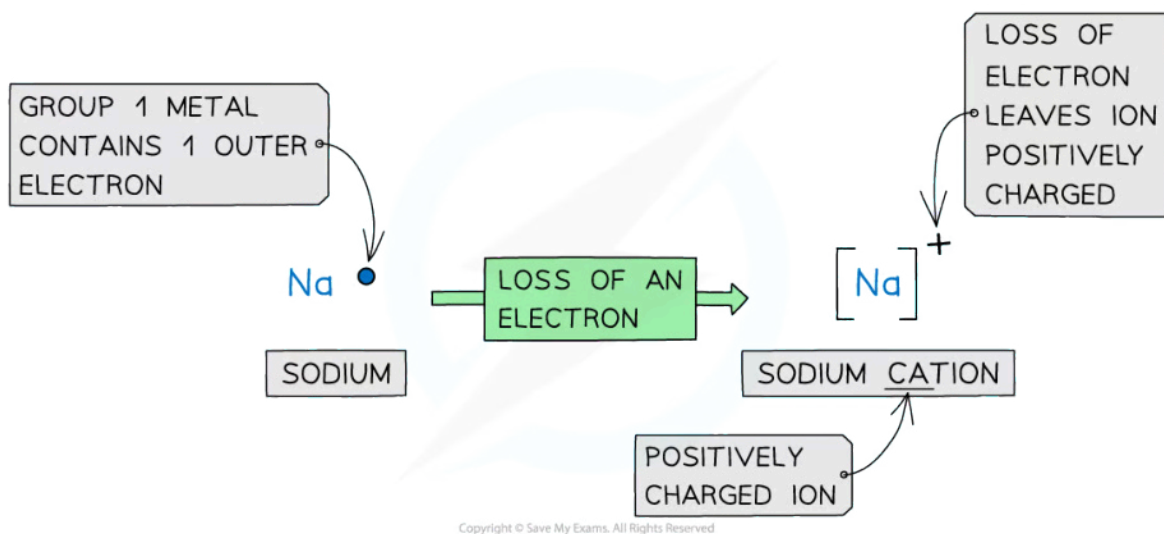 GROUP 1 METAL
CONTAINS 1 OUTER
ELECTRON
LOSS OF
ELECTRON
LEAVES ION
POSITIVELY
CHARGED
Na
LOSS OF AN
ELECTRON
[Na]+
SODIUM
SODIUM CATION
POSITIVELY
CHARGED ION
Copyright © Save My Exams. All Rights Reserved